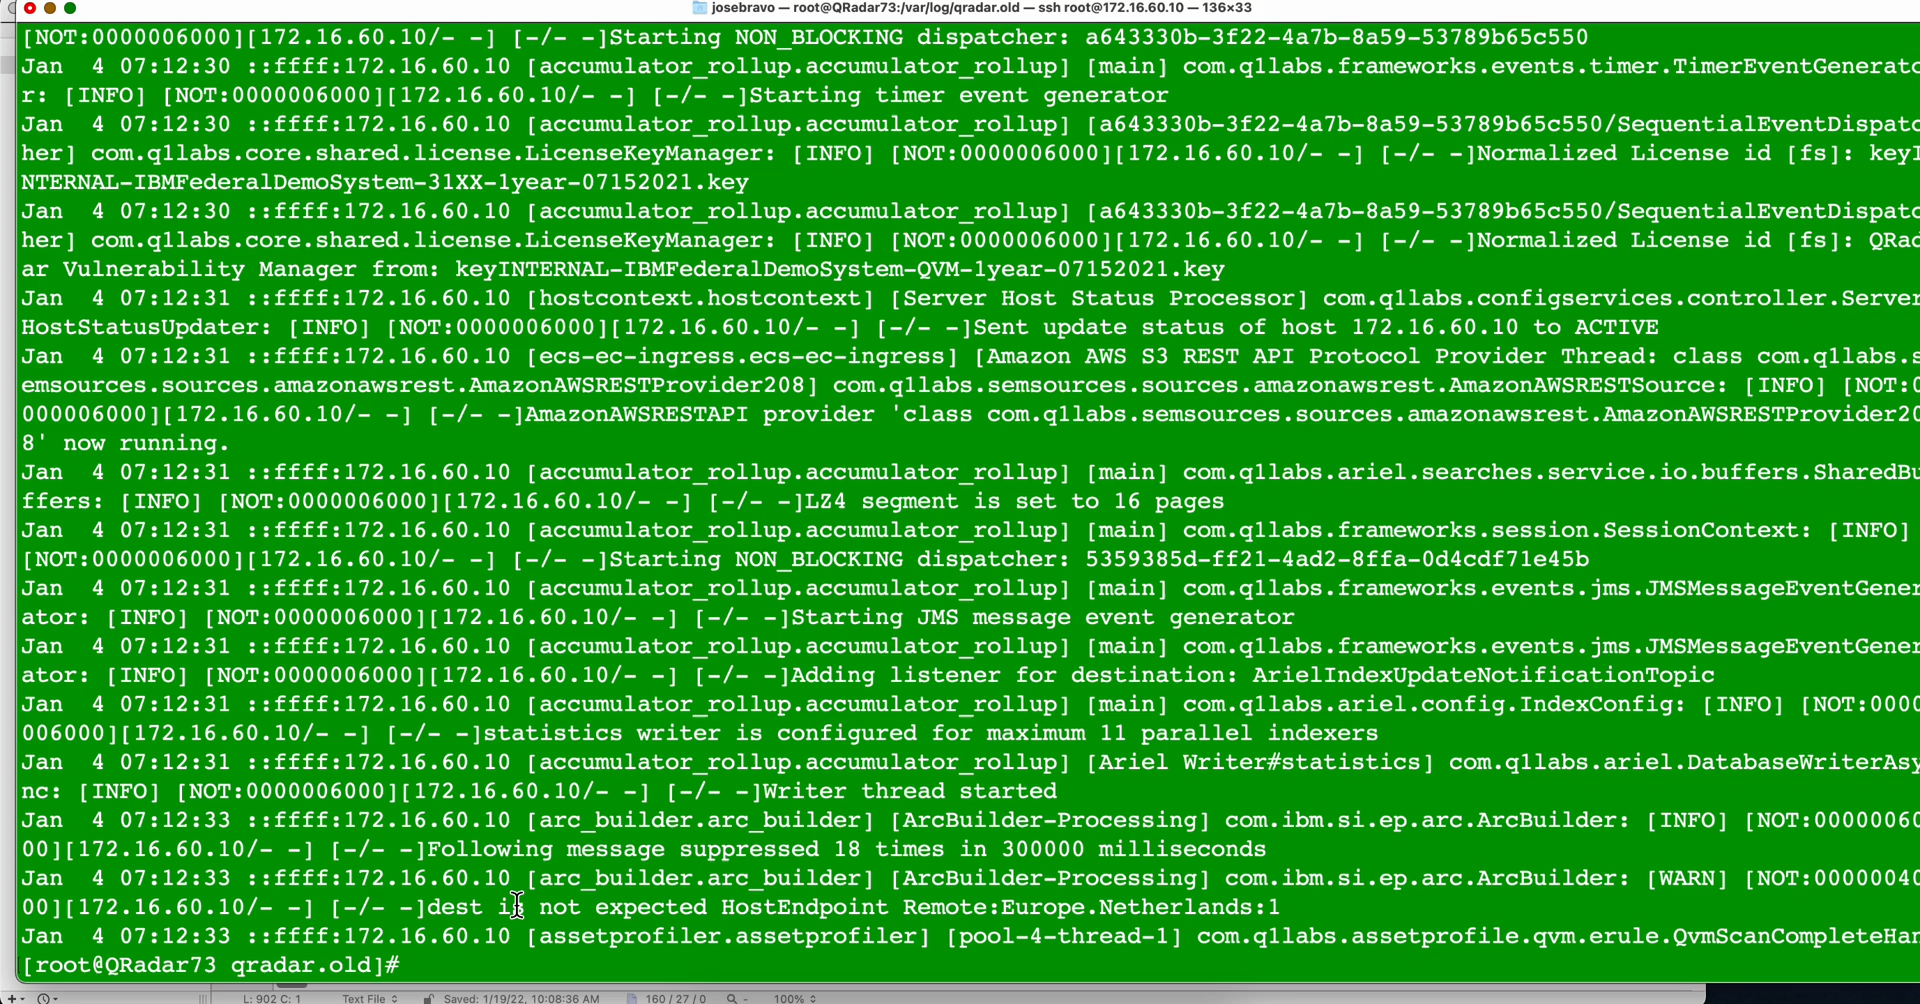 josebravo — root@QRadar73:/var/log/qradar.old — ssh root@172.16.60.10 — 136×33
[NOT:0000006000][172.16.60.10/- -] [-/- -]Starting NON_BLOCKING dispatcher: a643330b-3f22-4a7b-8a59-53789b65c550
Jan  4 07:12:30 ::ffff:172.16.60.10 [accumulator_rollup.accumulator_rollup] [main] com.q1labs.frameworks.events.timer.TimerEventGenerato
r: [INFO] [NOT:0000006000][172.16.60.10/- -] [-/- -]Starting timer event generator
Jan  4 07:12:30 ::ffff:172.16.60.10 [accumulator_rollup.accumulator_rollup] [a643330b-3f22-4a7b-8a59-53789b65c550/SequentialEventDispatc
her] com.q1labs.core.shared.license.LicenseKeyManager: [INFO] [NOT:0000006000][172.16.60.10/- -] [-/- -]Normalized License id [fs]: keyI
NTERNAL-IBMFederalDemoSystem-31XX-1year-07152021.key
Jan  4 07:12:30 ::ffff:172.16.60.10 [accumulator_rollup.accumulator_rollup] [a643330b-3f22-4a7b-8a59-53789b65c550/SequentialEventDispatc
her] com.q1labs.core.shared.license.LicenseKeyManager: [INFO] [NOT:0000006000][172.16.60.10/- -] [-/- -]Normalized License id [fs]: QRad
ar Vulnerability Manager from: keyINTERNAL-IBMFederalDemoSystem-QVM-1year-07152021.key
Jan  4 07:12:31 ::ffff:172.16.60.10 [hostcontext.hostcontext] [Server Host Status Processor] com.q1labs.configservices.controller.Server
HostStatusUpdater: [INFO] [NOT:0000006000][172.16.60.10/- -] [-/- -]Sent update status of host 172.16.60.10 to ACTIVE
Jan  4 07:12:31 ::ffff:172.16.60.10 [ecs-ec-ingress.ecs-ec-ingress] [Amazon AWS S3 REST API Protocol Provider Thread: class com.q1labs.s
emsources.sources.amazonawsrest.AmazonAWSRESTProvider208] com.q1labs.semsources.sources.amazonawsrest.AmazonAWSRESTSource: [INFO] [NOT:0
000006000][172.16.60.10/- -] [-/- -]AmazonAWSRESTAPI provider 'class com.q1labs.semsources.sources.amazonawsrest.AmazonAWSRESTProvider20
8' now running.
Jan  4 07:12:31 ::ffff:172.16.60.10 [accumulator_rollup.accumulator_rollup] [main] com.q1labs.ariel.searches.service.io.buffers.SharedBu
ffers: [INFO] [NOT:0000006000][172.16.60.10/- -] [-/- -]LZ4 segment is set to 16 pages
Jan  4 07:12:31 ::ffff:172.16.60.10 [accumulator_rollup.accumulator_rollup] [main] com.q1labs.frameworks.session.SessionContext: [INFO]
[NOT:0000006000][172.16.60.10/- -] [-/- -]Starting NON_BLOCKING dispatcher: 5359385d-ff21-4ad2-8ffa-0d4cdf71e45b
Jan  4 07:12:31 ::ffff:172.16.60.10 [accumulator_rollup.accumulator_rollup] [main] com.q1labs.frameworks.events.jms.JMSMessageEventGener
ator: [INFO] [NOT:0000006000][172.16.60.10/- -] [-/- -]Starting JMS message event generator
Jan  4 07:12:31 ::ffff:172.16.60.10 [accumulator_rollup.accumulator_rollup] [main] com.q1labs.frameworks.events.jms.JMSMessageEventGener
ator: [INFO] [NOT:0000006000][172.16.60.10/- -] [-/- -]Adding listener for destination: ArielIndexUpdateNotificationTopic
Jan  4 07:12:31 ::ffff:172.16.60.10 [accumulator_rollup.accumulator_rollup] [main] com.q1labs.ariel.config.IndexConfig: [INFO] [NOT:0000
006000][172.16.60.10/- -] [-/- -]statistics writer is configured for maximum 11 parallel indexers
Jan  4 07:12:31 ::ffff:172.16.60.10 [accumulator_rollup.accumulator_rollup] [Ariel Writer#statistics] com.q1labs.ariel.DatabaseWriterAsy
nc: [INFO] [NOT:0000006000][172.16.60.10/- -] [-/- -]Writer thread started
Jan  4 07:12:33 ::ffff:172.16.60.10 [arc_builder.arc_builder] [ArcBuilder-Processing] com.ibm.si.ep.arc.ArcBuilder: [INFO] [NOT:00000060
00][172.16.60.10/- -] [-/- -]Following message suppressed 18 times in 300000 milliseconds
Jan  4 07:12:33 ::ffff:172.16.60.10 [arc_builder.arc_builder] [ArcBuilder-Processing] com.ibm.si.ep.arc.ArcBuilder: [WARN] [NOT:00000040
00][172.16.60.10/- -] [-/- -]dest is not expected HostEndpoint Remote:Europe.Netherlands:1
Jan  4 07:12:33 ::ffff:172.16.60.10 [assetprofiler.assetprofiler] [pool-4-thread-1] com.q1labs.assetprofile.qvm.erule.QvmScanCompleteHan
[root@QRadar73 qradar.old]#
L: 902 C: 1 Text File Saved: 1/19/22, 10:08:36 AM 160 / 27 / 0 100%